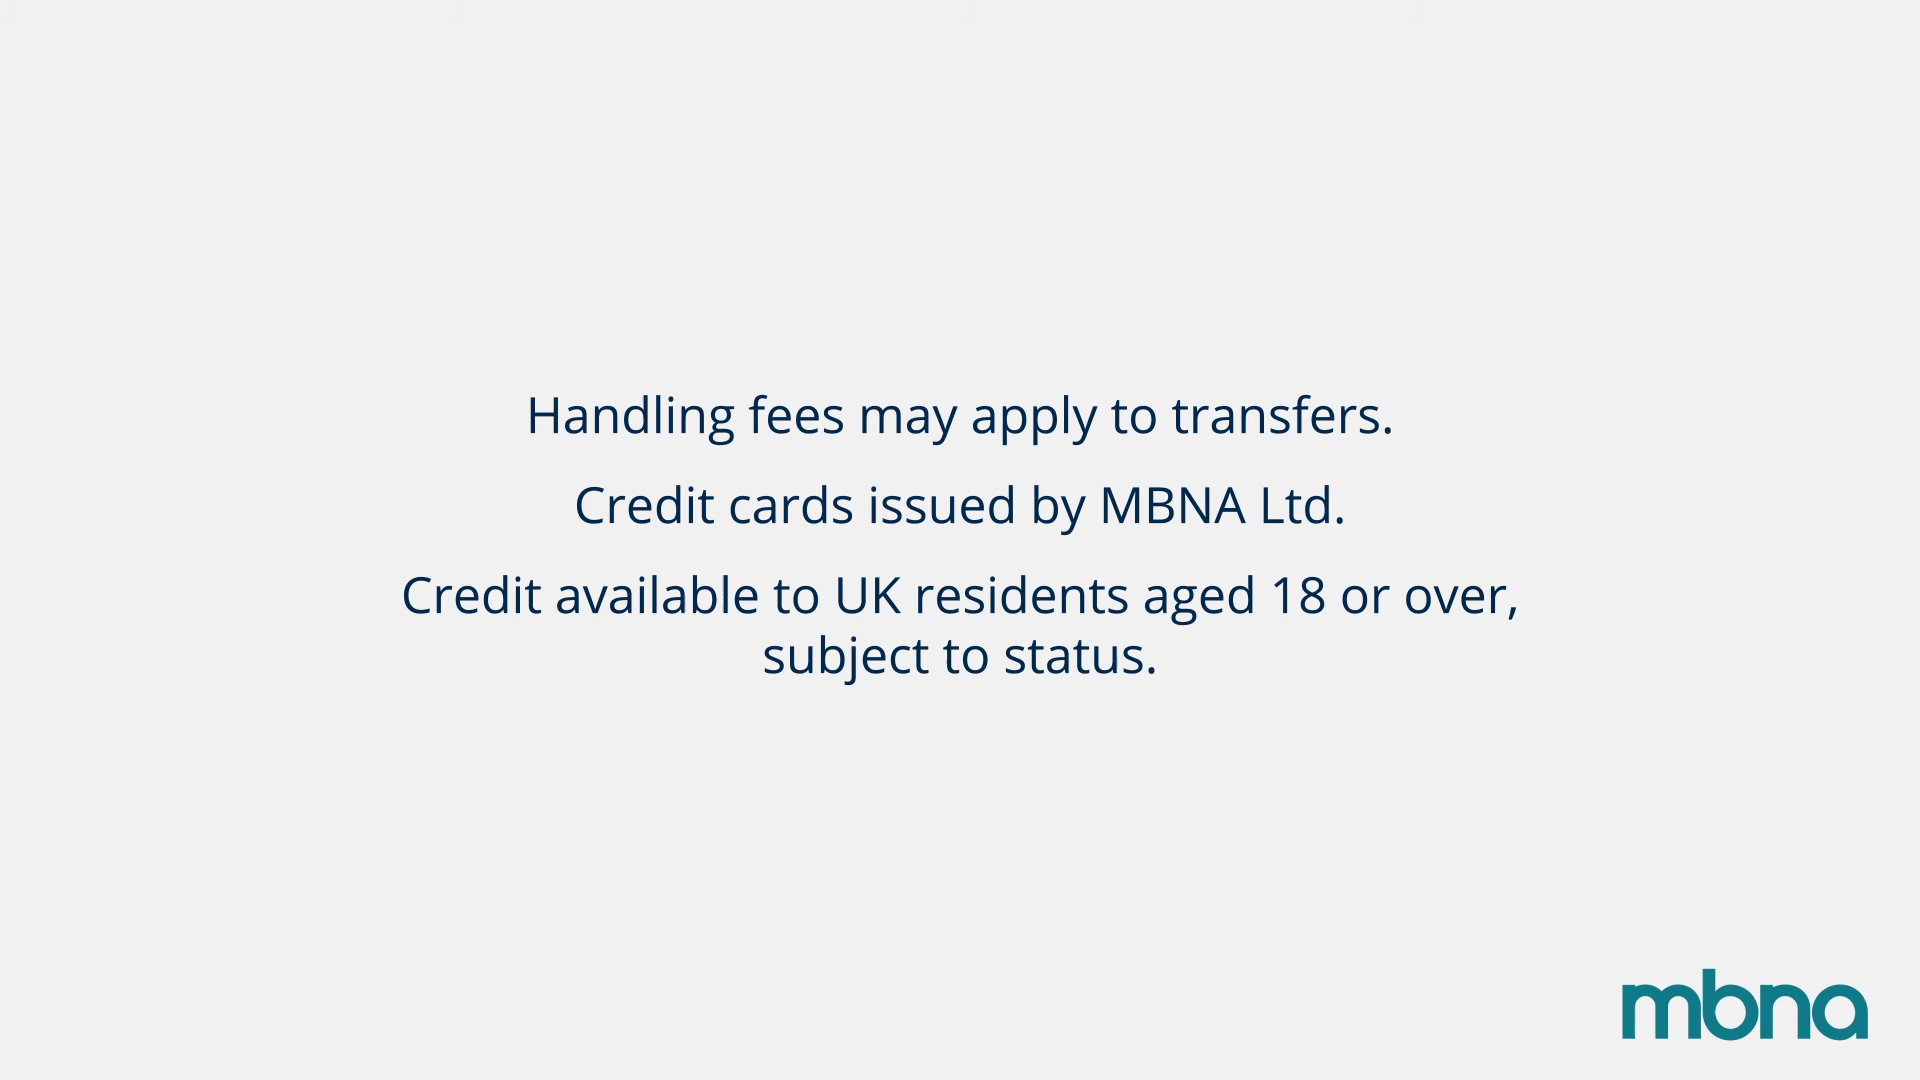 Handling fees may apply to transfers.
Credit cards issued by MBNA Ltd.
Credit available to UK residents aged 18 or over,
subject to status.
mbna